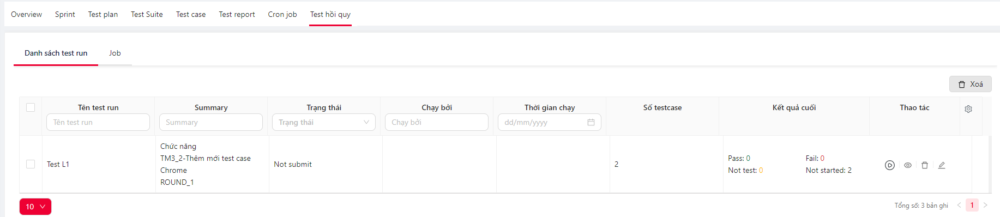 Overview Sprint Test plan Test Suite Test case Test report Cron job Test hồi quy
Danh sách test run Job
Xoá
Tên test run Summary Trạng thái Chạy bởi Thời gian chạy Số testcase Kết quả cuối Thao tác
Tên test run Summary Trạng thái Chạy bởi dd/mm/yyyy
Test L1
Chức năng
TM3_2-Thêm mới test case
Chrome
ROUND_1
Not submit
2
Pass: 0 Fail: 0
Not test: 0 Not started: 2
10
Tổng số: 3 bản ghi
1